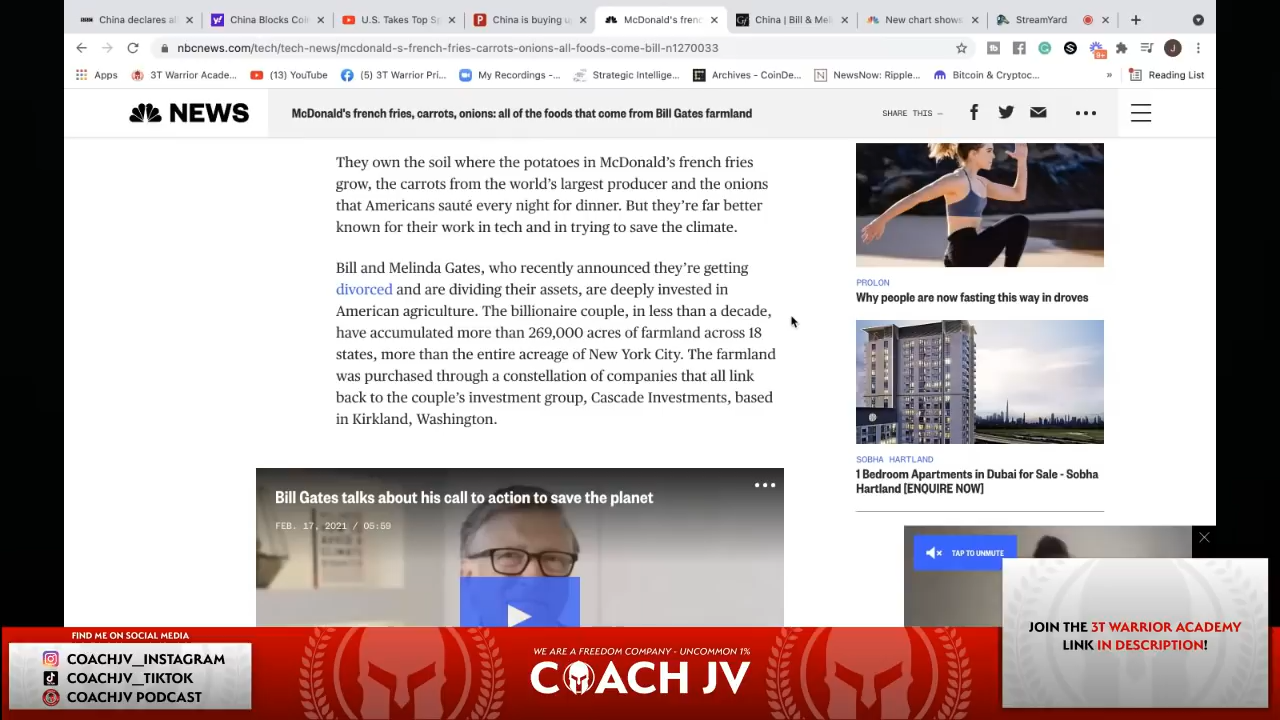 China declares al
China Blocks Coi
U.S. Takes Top S
China is buying u
McDonald's fren
China | Bill & Me
New chart shows
StreamYard
nbcnews.com/tech/tech-news/mcdonald-s-french-fries-carrots-onions-all-foods-come-bill-n1270033
Apps
3T Warrior Acade...
(13) YouTube
(5) 3T Warrior Pri...
My Recordings -...
Strategic Intellige...
Archives - CoinDe...
NewsNow: Ripple...
Bitcoin & Cryptoc...
»
Reading List
NEWS
McDonald's french fries, carrots, onions: all of the foods that come from Bill Gates farmland
SHARE THIS —
They own the soil where the potatoes in McDonald's french fries
grow, the carrots from the world's largest producer and the onions
that Americans sauté every night for dinner. But they're far better
known for their work in tech and in trying to save the climate.
Bill and Melinda Gates, who recently announced they're getting
divorced and are dividing their assets, are deeply invested in
American agriculture. The billionaire couple, in less than a decade,
have accumulated more than 269,000 acres of farmland across 18
states, more than the entire acreage of New York City. The farmland
was purchased through a constellation of companies that all link
back to the couple's investment group, Cascade Investments, based
in Kirkland, Washington.
PROLON
Why people are now fasting this way in droves
SOBHA HARTLAND
1 Bedroom Apartments in Dubai for Sale - Sobha
Hartland [ENQUIRE NOW]
Bill Gates talks about his call to action to save the planet
FEB. 17, 2021 / 05:59
TAP TO UNMUTE
JOIN THE 3T WARRIOR ACADEMY
LINK IN DESCRIPTION!
FIND ME ON SOCIAL MEDIA
COACHJV_INSTAGRAM
COACHJV_TIKTOK
COACHJV PODCAST
WE ARE A FREEDOM COMPANY - UNCOMMON 1%
COACH JV